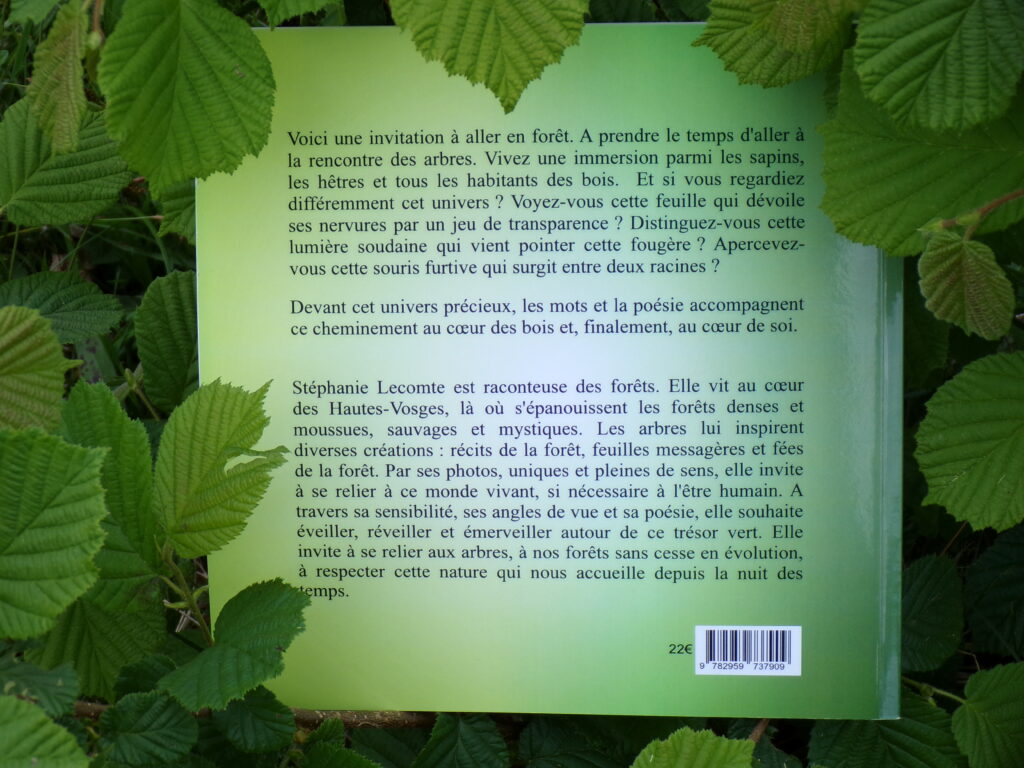 Voici une invitation à aller en forêt. A prendre le temps d'aller à
la rencontre des arbres. Vivez une immersion parmi les sapins,
les hêtres et tous les habitants des bois. Et si vous regardiez
différemment cet univers ? Voyez-vous cette feuille qui dévoile
ses nervures par un jeu de transparence ? Distinguez-vous cette
lumière soudaine qui vient pointer cette fougère ? Apercevez-
vous cette souris furtive qui surgit entre deux racines ?
Devant cet univers précieux, les mots et la poésie accompagnent
ce cheminement au cœur des bois et, finalement, au cœur de soi.
Stéphanie Lecomte est raconteuse des forêts. Elle vit au cœur
des Hautes-Vosges, là où s'épanouissent les forêts denses et
moussues, sauvages et mystiques. Les arbres lui inspirent
diverses créations : récits de la forêt, feuilles messagères et fées
de la forêt. Par ses photos, uniques et pleines de sens, elle invite
à se relier à ce monde vivant, si nécessaire à l'être humain. A
travers sa sensibilité, ses angles de vue et sa poésie, elle souhaite
éveiller, réveiller et émerveiller autour de ce trésor vert. Elle
invite à se relier aux arbres, à nos forêts sans cesse en évolution,
à respecter cette nature qui nous accueille depuis la nuit des
temps.
22€
9 782959 737909